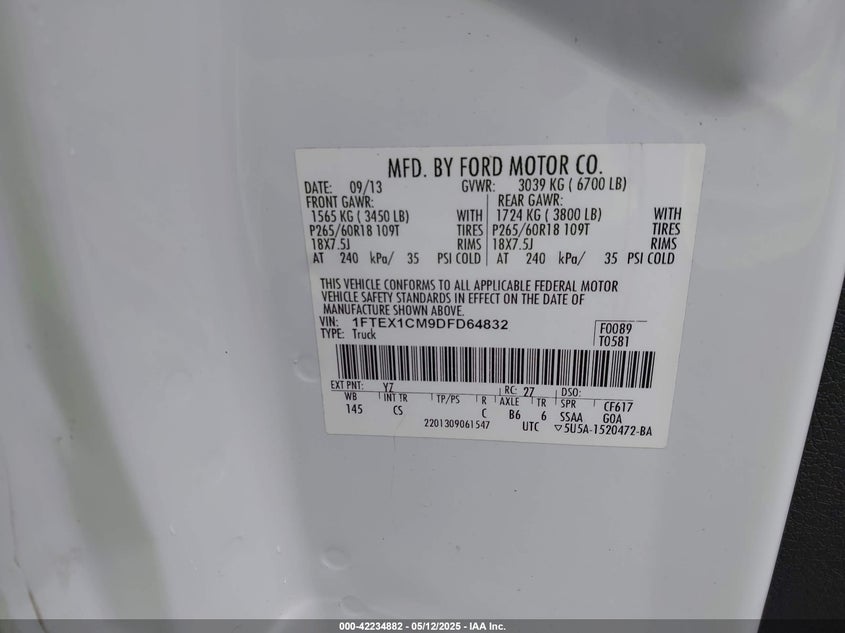 MFD. BY FORD MOTOR CO.
DATE: 09/13 GVWR: 3039 KG ( 6700 LB)
FRONT GAWR: REAR GAWR:
1565 KG ( 3450 LB) WITH 1724 KG ( 3800 LB) WITH
P265/60R18 109T TIRES P265/60R18 109T TIRES
18X7.5J RIMS 18X7.5J RIMS
AT 240 kPa/ 35 PSI COLD AT 240 kPa/ 35 PSI COLD
THIS VEHICLE CONFORMS TO ALL APPLICABLE FEDERAL MOTOR
VEHICLE SAFETY STANDARDS IN EFFECT ON THE DATE OF
MANUFACTURE SHOWN ABOVE.
VIN: 1FTEX1CM9DFD64832 F0089
TYPE: Truck T0581
EXT PNT: YZ RC: 27 DSO:
WB INT TR TP/PS R AXLE TR SPR CF617
145 CS C B6 6 SSAA GOA
2201309061547 UTC ▽5U5A-1520472-BA
000-42234882 - 05/12/2025 - IAA Inc.